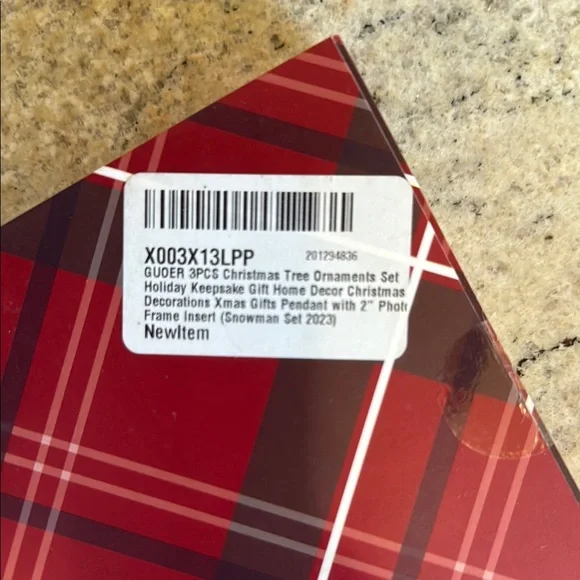 X003X13LPP 201294836
GUOER 3PCS Christmas Tree Ornaments Set
Holiday Keepsake Gift Home Decor Christmas
Decorations Xmas Gifts Pendant with 2" Photo
Frame Insert (Snowman Set 2023)
NewItem